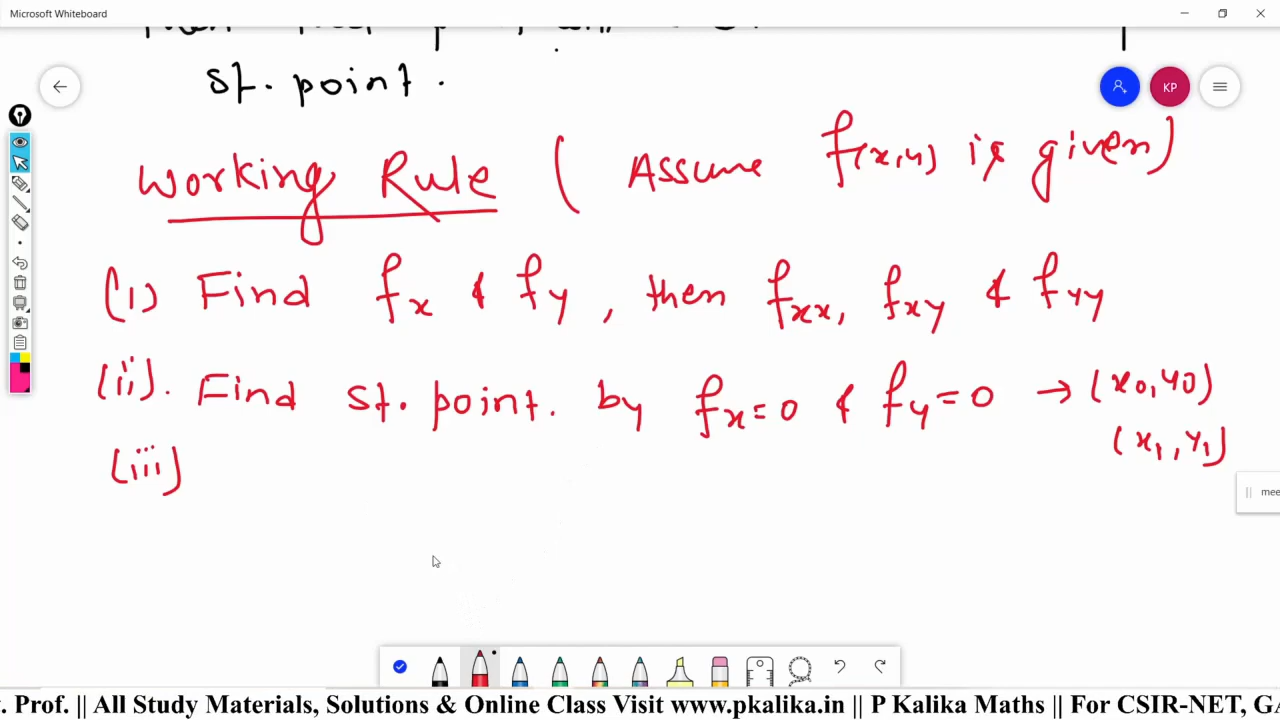 Microsoft Whiteboard
st. point.
KP
Working Rule ( Assume f(x,y) is given)
(1) Find fx & fy, then fxx, fxy & fyy
(ii). Find st. point. by fx=0 & fy=0 → (x0,y0)
(x1,y1)
(iii)
mee
. Prof. || All Study Materials, Solutions & Online Class Visit www.pkalika.in || P Kalika Maths || For CSIR-NET, GA